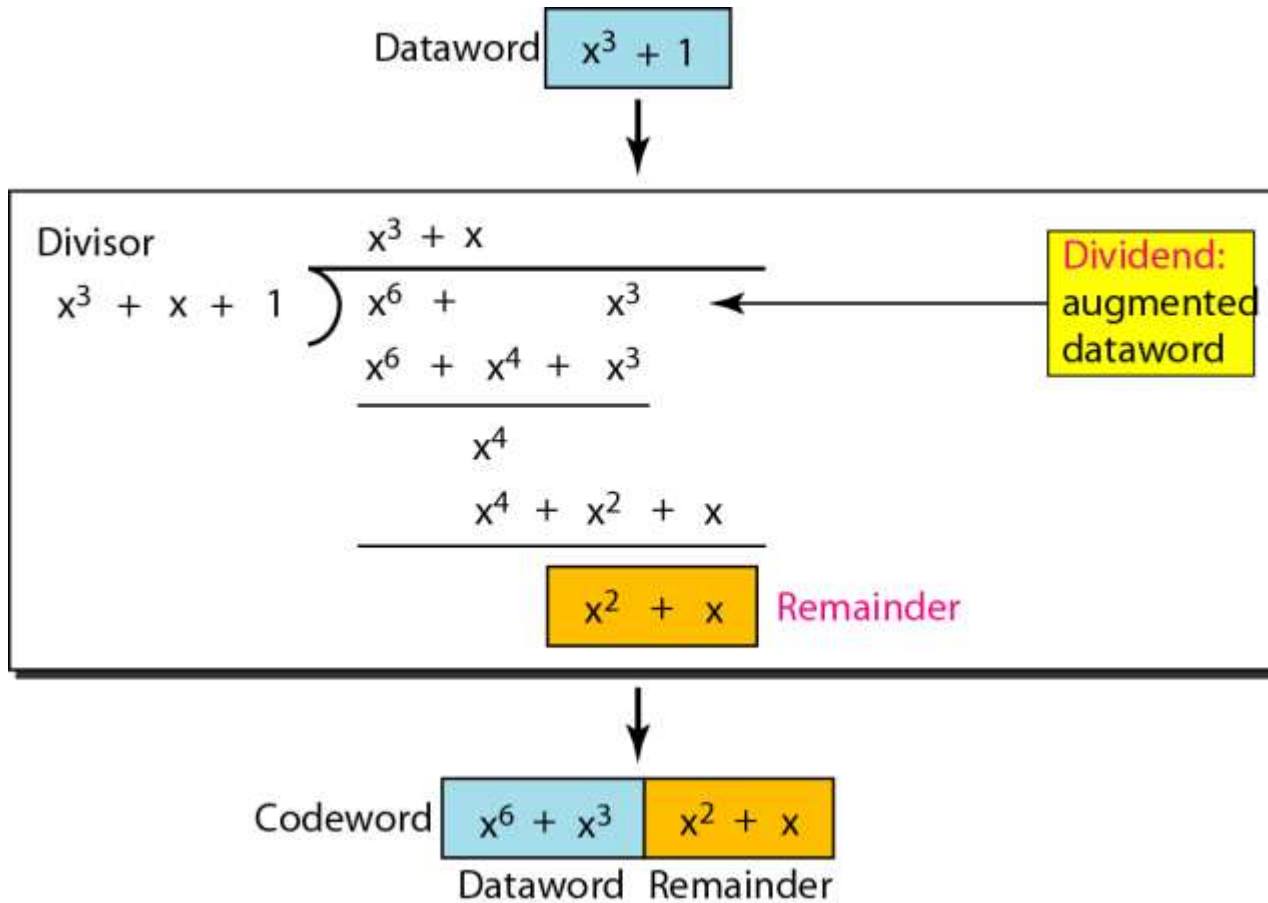 Dataword x³ + 1
Divisor
x³ + x
x³ + x + 1
x⁶ + x³
Dividend:
augmented
dataword
x⁶ + x⁴ + x³
x⁴
x⁴ + x² + x
x² + x Remainder
Codeword x⁶ + x³ x² + x
Dataword Remainder